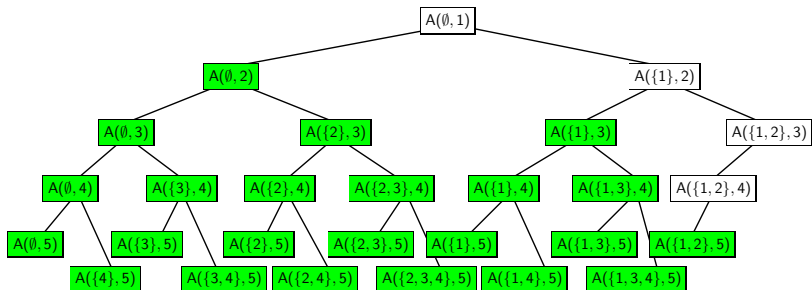 A(∅, 1)
A(∅, 2) A({1}, 2)
A(∅, 3) A({2}, 3) A({1}, 3) A({1, 2}, 3)
A(∅, 4) A({3}, 4) A({2}, 4) A({2, 3}, 4) A({1}, 4) A({1, 3}, 4) A({1, 2}, 4)
A(∅, 5) A({3}, 5) A({2}, 5) A({2, 3}, 5) A({1}, 5) A({1, 3}, 5) A({1, 2}, 5)
A({4}, 5) A({3, 4}, 5) A({2, 4}, 5) A({2, 3, 4}, 5) A({1, 4}, 5) A({1, 3, 4}, 5)